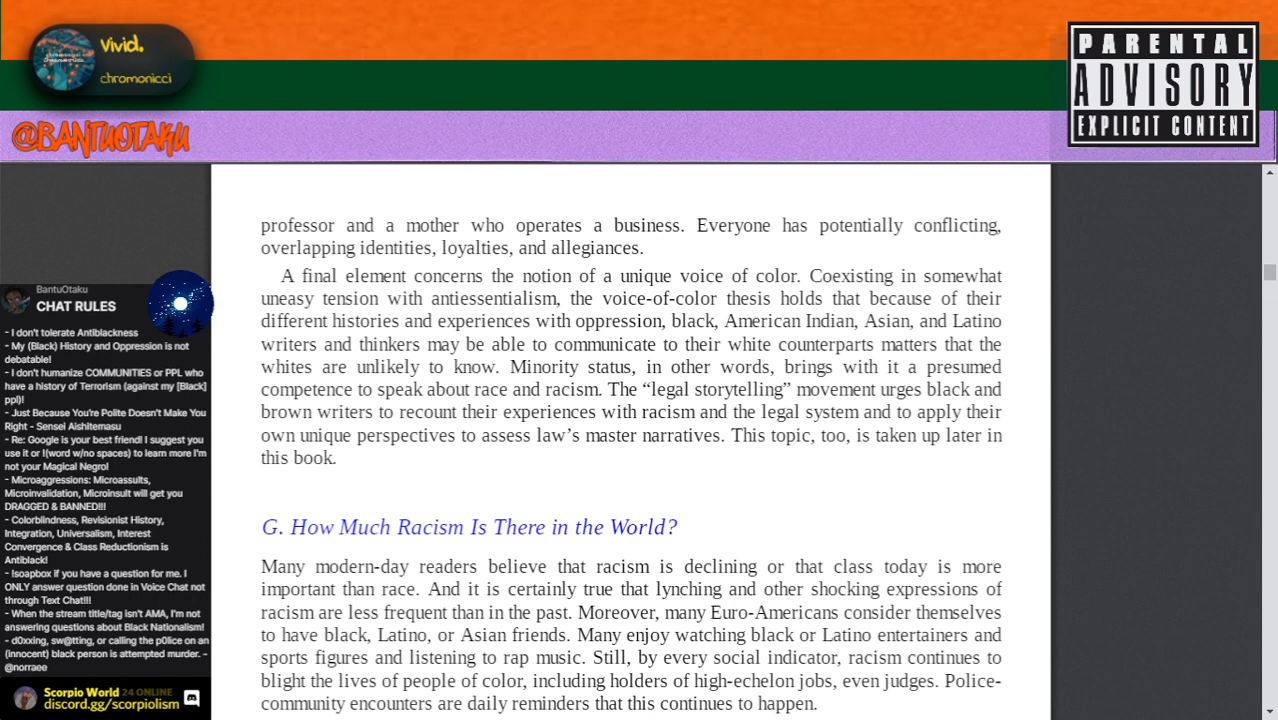 Vivid.
chromonicci
PARENTAL
ADVISORY
EXPLICIT CONTENT
@BANTUOTAKU
professor and a mother who operates a business. Everyone has potentially conflicting,
overlapping identities, loyalties, and allegiances.
A final element concerns the notion of a unique voice of color. Coexisting in somewhat
uneasy tension with antiessentialism, the voice-of-color thesis holds that because of their
different histories and experiences with oppression, black, American Indian, Asian, and Latino
writers and thinkers may be able to communicate to their white counterparts matters that the
whites are unlikely to know. Minority status, in other words, brings with it a presumed
competence to speak about race and racism. The “legal storytelling” movement urges black and
brown writers to recount their experiences with racism and the legal system and to apply their
own unique perspectives to assess law’s master narratives. This topic, too, is taken up later in
this book.
G. How Much Racism Is There in the World?
Many modern-day readers believe that racism is declining or that class today is more
important than race. And it is certainly true that lynching and other shocking expressions of
racism are less frequent than in the past. Moreover, many Euro-Americans consider themselves
to have black, Latino, or Asian friends. Many enjoy watching black or Latino entertainers and
sports figures and listening to rap music. Still, by every social indicator, racism continues to
blight the lives of people of color, including holders of high-echelon jobs, even judges. Police-
community encounters are daily reminders that this continues to happen.
BantuOtaku
CHAT RULES
- I don't tolerate Antiblackness
- My (Black) History and Oppression is not
debatable!
- I don't humanize COMMUNITIES or PPL who
have a history of Terrorism (against my [Black]
ppl)!
- Just Because You're Polite Doesn't Make You
Right - Sensei Aishitemasu
- Re: Google is your best friend! I suggest you
use it or !(word w/no spaces) to learn more I'm
not your Magical Negro!
- Microaggressions: Microassults,
Microinvalidation, Microinsult will get you
DRAGGED & BANNED!!!
- Colorblindness, Revisionist History,
Integration, Universalism, Interest
Convergence & Class Reductionism is
Antiblack!
- !soapbox if you have a question for me. I
ONLY answer question done in Voice Chat not
through Text Chat!!!
- When the stream title/tag isn't AMA, I'm not
answering questions about Black Nationalism!
- d0xxing, sw@tting, or calling the p0lice on an
(innocent) black person is attempted murder. -
@norraee
Scorpio World 24 ONLINE
discord.gg/scorpiolism